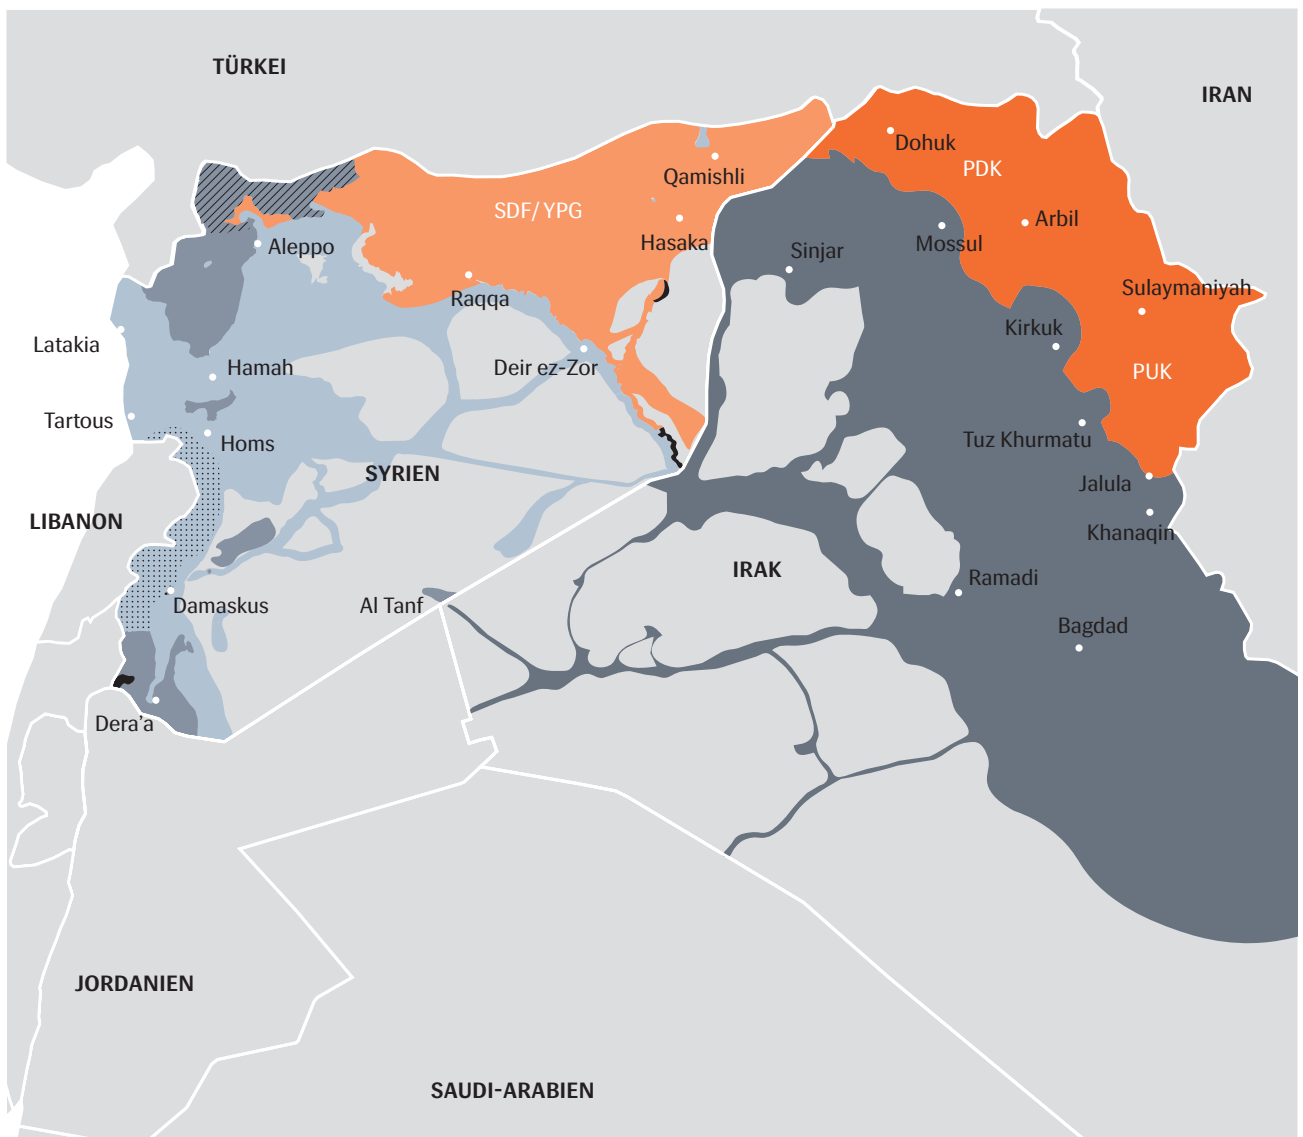 TÜRKEI
IRAN
Dohuk
PDK
Qamishli
SDF/ YPG
Arbil
Hasaka
Mossul
Aleppo
Sinjar
Sulaymaniyah
Raqqa
Kirkuk
Latakia
Hamah
Deir ez-Zor
PUK
Tartous
Homs
Tuz Khurmatu
SYRIEN
Jalula
LIBANON
Khanaqin
IRAK
Ramadi
Damaskus
Al Tanf
Bagdad
Dera’a
JORDANIEN
SAUDI-ARABIEN